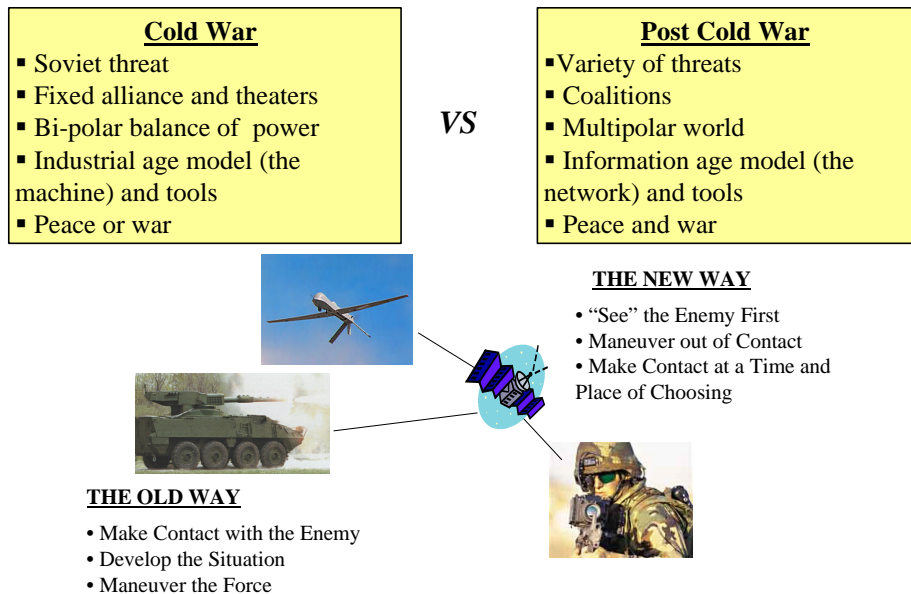 Cold War
▪ Soviet threat
▪ Fixed alliance and theaters
▪ Bi-polar balance of power
▪ Industrial age model (the
machine) and tools
▪ Peace or war
VS
Post Cold War
▪Variety of threats
▪ Coalitions
▪ Multipolar world
▪ Information age model (the
network) and tools
▪ Peace and war
THE NEW WAY
• “See” the Enemy First
• Maneuver out of Contact
• Make Contact at a Time and
Place of Choosing
THE OLD WAY
• Make Contact with the Enemy
• Develop the Situation
• Maneuver the Force